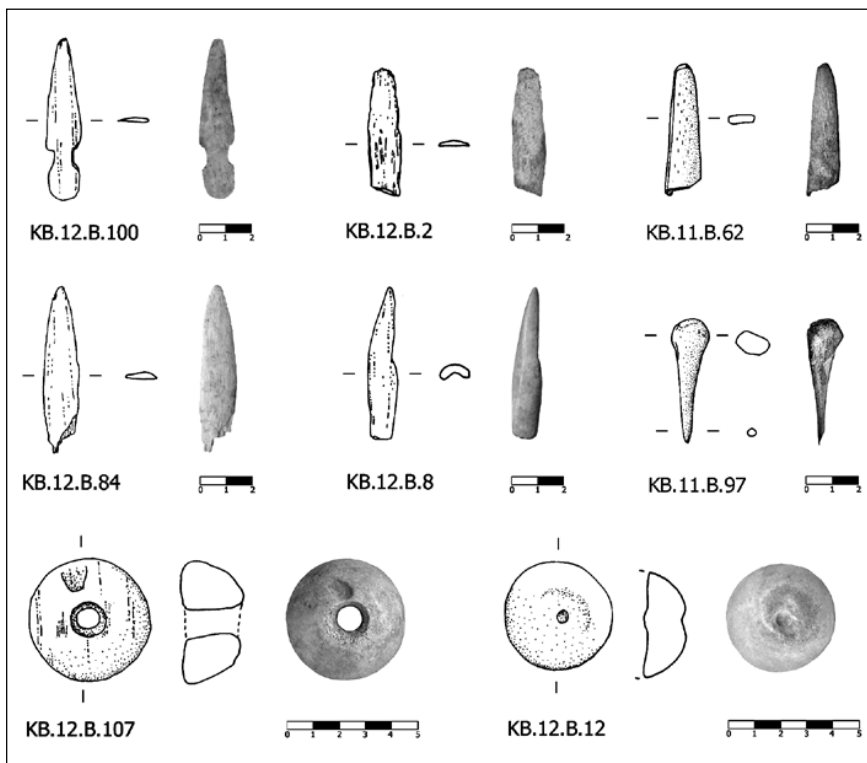 0 1 2
KB.12.B.100
0 1 2
KB.12.B.2
0 1 2
KB.11.B.62
0 1 2
KB.12.B.84
0 1 2
KB.12.B.8
0 1 2
KB.11.B.97
0 1 2 3 4 5
KB.12.B.107
0 1 2 3 4 5
KB.12.B.12